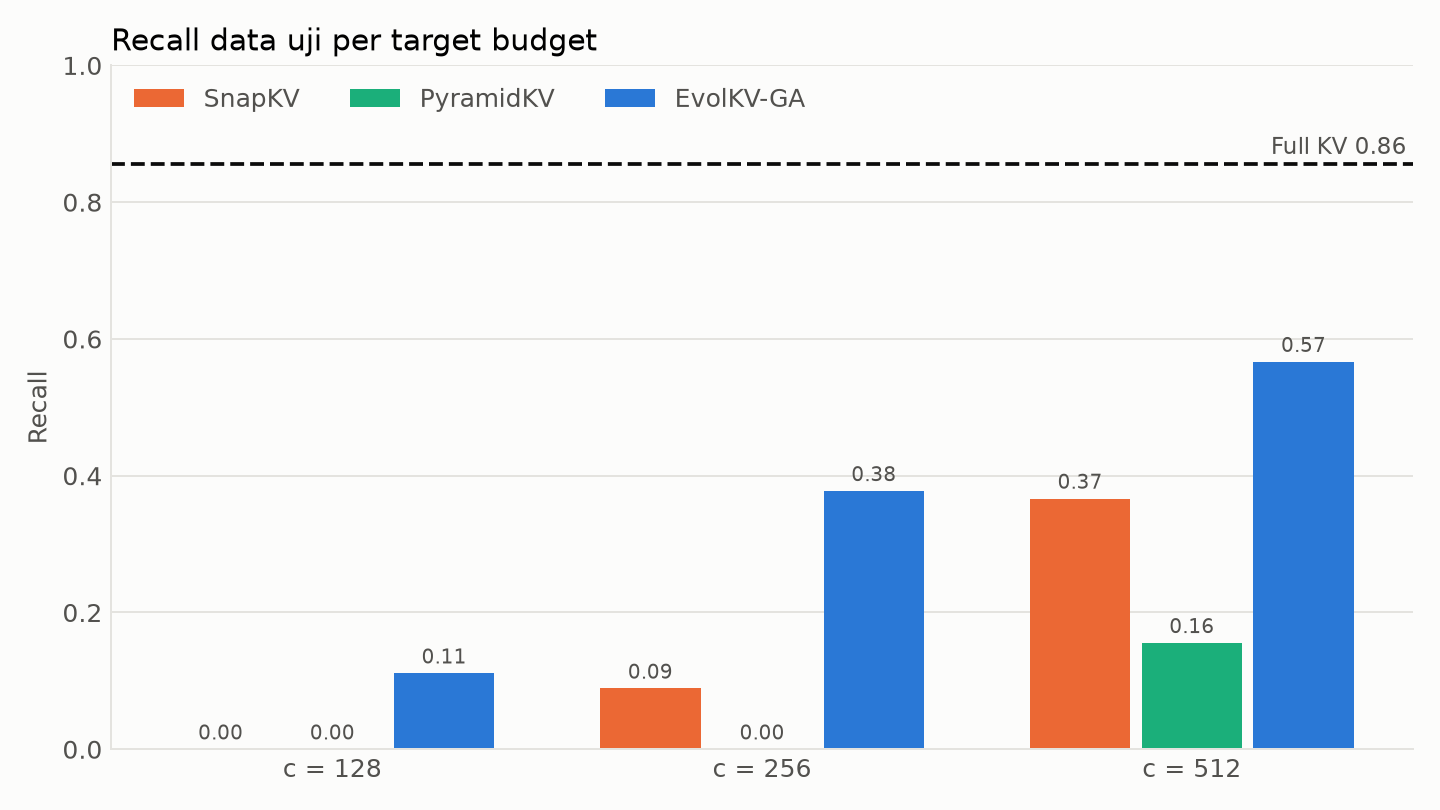 Recall data uji per target budget
1.0
SnapKV PyramidKV EvolKV-GA
Full KV 0.86
0.8
0.6
0.57
Recall
0.4
0.38
0.37
0.2
0.16
0.11
0.09
0.00 0.00 0.00
0.0
c = 128 c = 256 c = 512